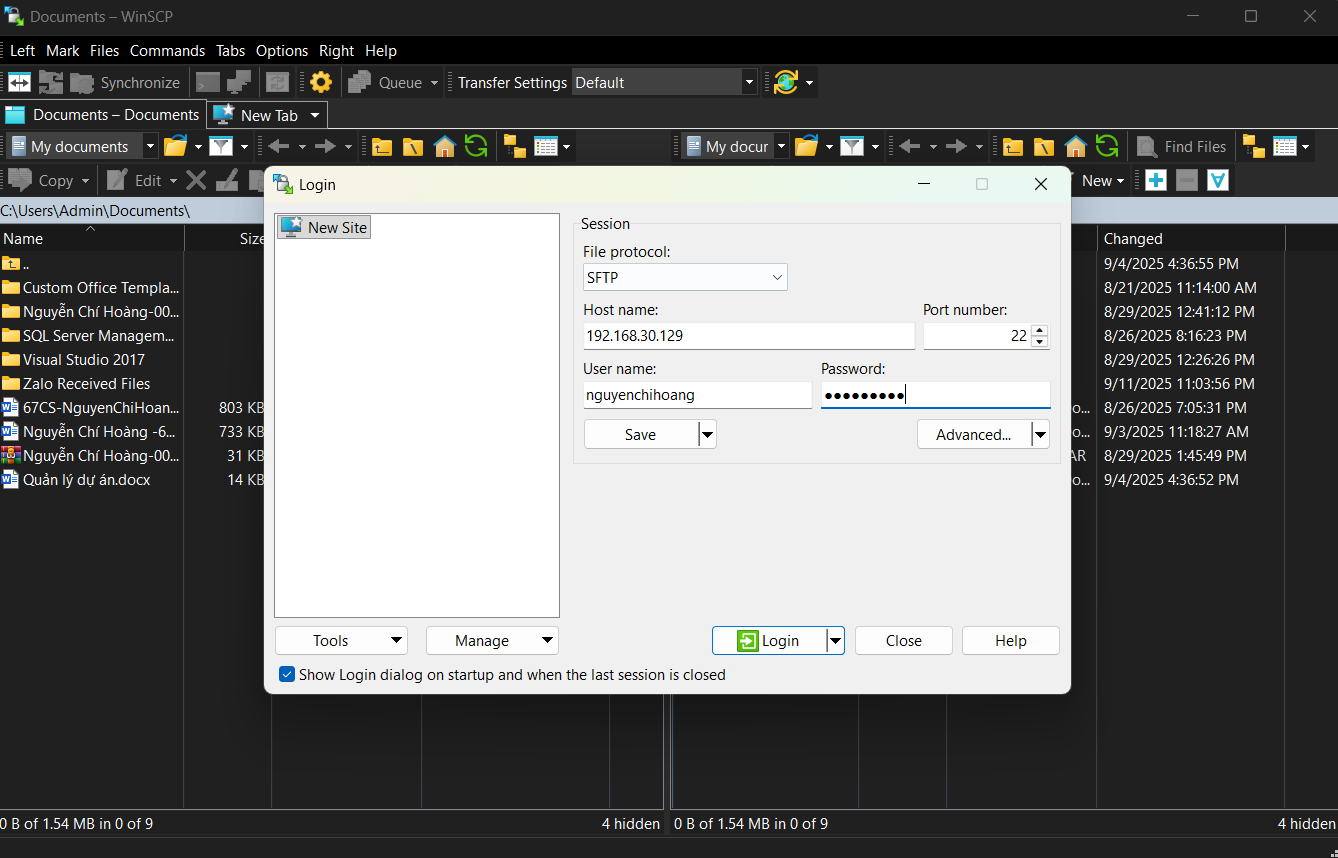 Documents – WinSCP
Left Mark Files Commands Tabs Options Right Help
Synchronize Queue Transfer Settings Default
Documents – Documents New Tab
My documents My docur Find Files
Copy Edit New
C:\Users\Admin\Documents\
Name Size Changed
.. 9/4/2025 4:36:55 PM
Custom Office Templa... 8/21/2025 11:14:00 AM
Nguyễn Chí Hoàng-00... 8/29/2025 12:41:12 PM
SQL Server Managem... 8/26/2025 8:16:23 PM
Visual Studio 2017 8/29/2025 12:26:26 PM
Zalo Received Files 9/11/2025 11:03:56 PM
67CS-NguyenChiHoan... 803 KB o... 8/26/2025 7:05:31 PM
Nguyễn Chí Hoàng -6... 733 KB o... 9/3/2025 11:18:27 AM
Nguyễn Chí Hoàng-00... 31 KB AR 8/29/2025 1:45:49 PM
Quản lý dự án.docx 14 KB o... 9/4/2025 4:36:52 PM
Login
New Site
Session
File protocol:
SFTP
Host name: Port number:
192.168.30.129 22
User name: Password:
nguyenchihoang ●●●●●●●●●
Save Advanced...
Tools Manage Login Close Help
Show Login dialog on startup and when the last session is closed
0 B of 1.54 MB in 0 of 9 4 hidden 0 B of 1.54 MB in 0 of 9 4 hidden